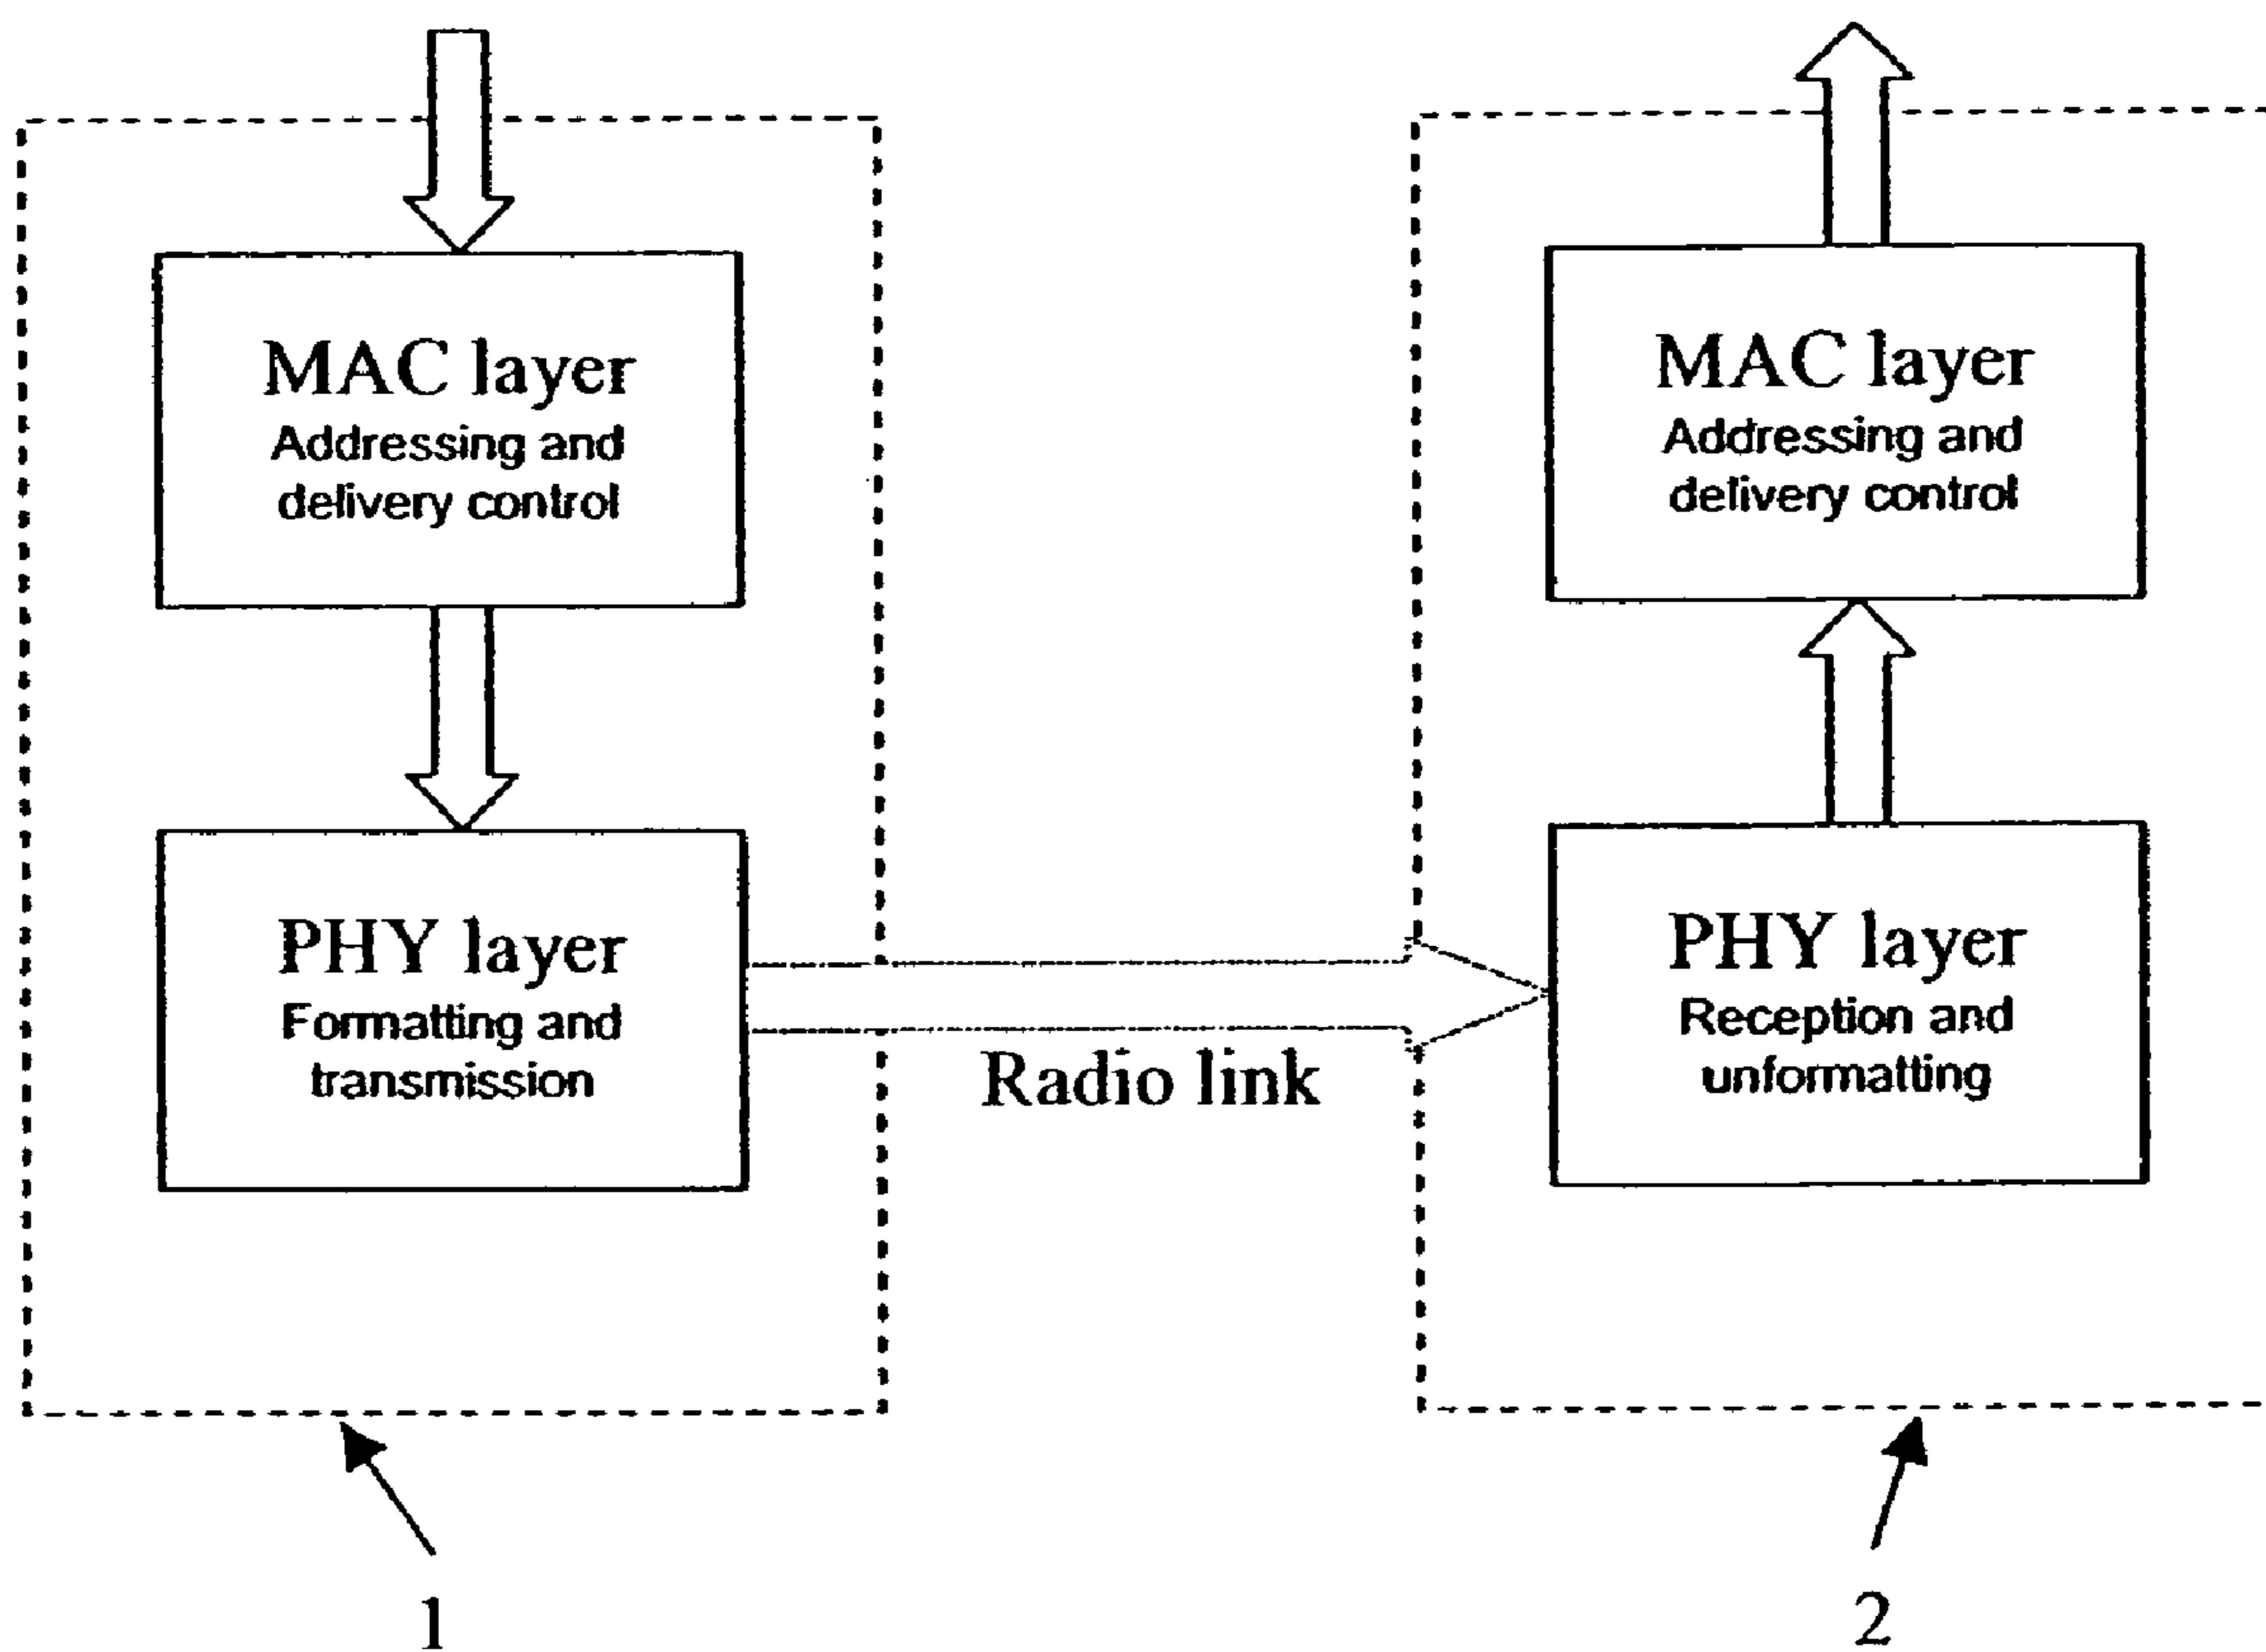 MAC layer
Addressing and
delivery control
PHY layer
Formatting and
transmission
Radio link
MAC layer
Addressing and
delivery control
PHY layer
Reception and
unformatting
1
2